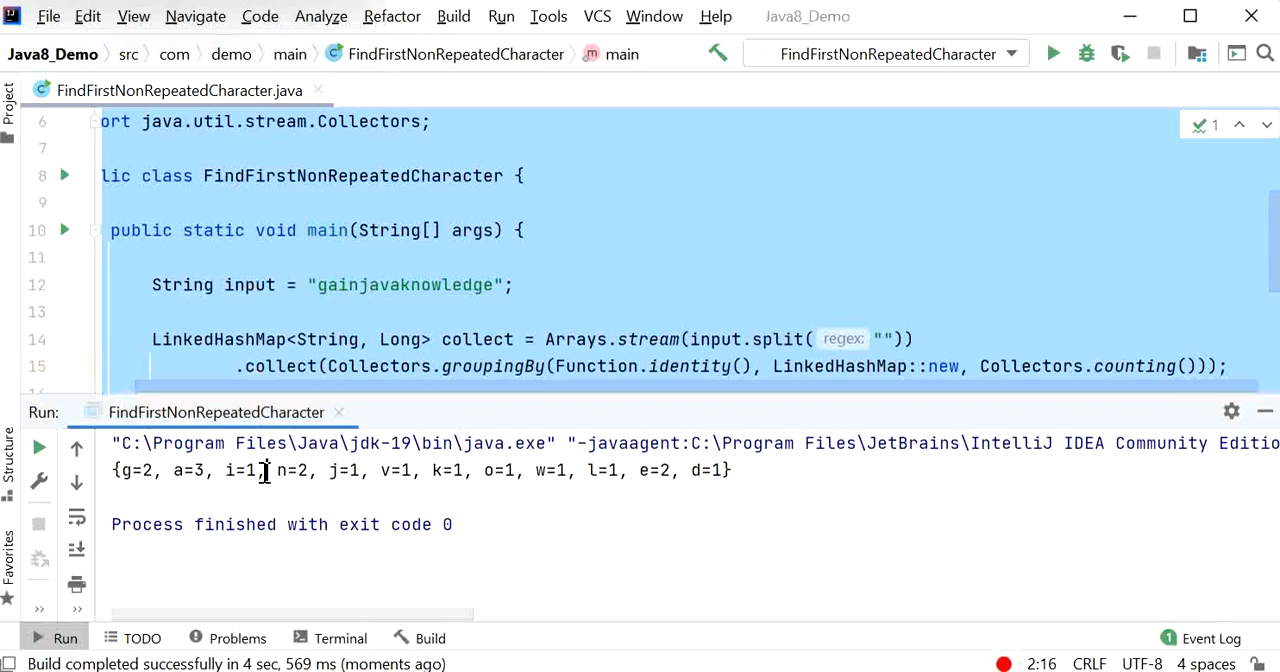 File Edit View Navigate Code Analyze Refactor Build Run Tools VCS Window Help Java8_Demo
Java8_Demo src com demo main FindFirstNonRepeatedCharacter main FindFirstNonRepeatedCharacter
Project
FindFirstNonRepeatedCharacter.java
6 ort java.util.stream.Collectors; 1
7
8 lic class FindFirstNonRepeatedCharacter {
9
10 public static void main(String[] args) {
11
12 String input = "gainjavaknowledge";
13
14 LinkedHashMap<String, Long> collect = Arrays.stream(input.split( regex: ""))
15 .collect(Collectors.groupingBy(Function.identity(), LinkedHashMap::new, Collectors.counting()));
Run: FindFirstNonRepeatedCharacter
Structure
Favorites
"C:\Program Files\Java\jdk-19\bin\java.exe" "-javaagent:C:\Program Files\JetBrains\IntelliJ IDEA Community Editio
{g=2, a=3, i=1, n=2, j=1, v=1, k=1, o=1, w=1, l=1, e=2, d=1}
Process finished with exit code 0
Run TODO Problems Terminal Build 1 Event Log
Build completed successfully in 4 sec, 569 ms (moments ago) 2:16 CRLF UTF-8 4 spaces